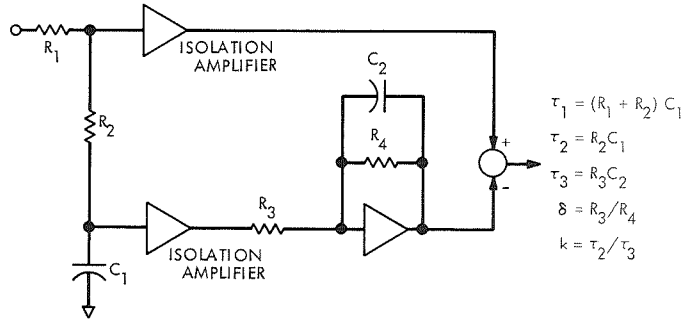 R₁
ISOLATION
AMPLIFIER
C₂
R₂
R₄
+
-
R₃
ISOLATION
AMPLIFIER
C₁
τ₁ = (R₁ + R₂) C₁
τ₂ = R₂C₁
τ₃ = R₃C₂
δ = R₃/R₄
k = τ₂/τ₃